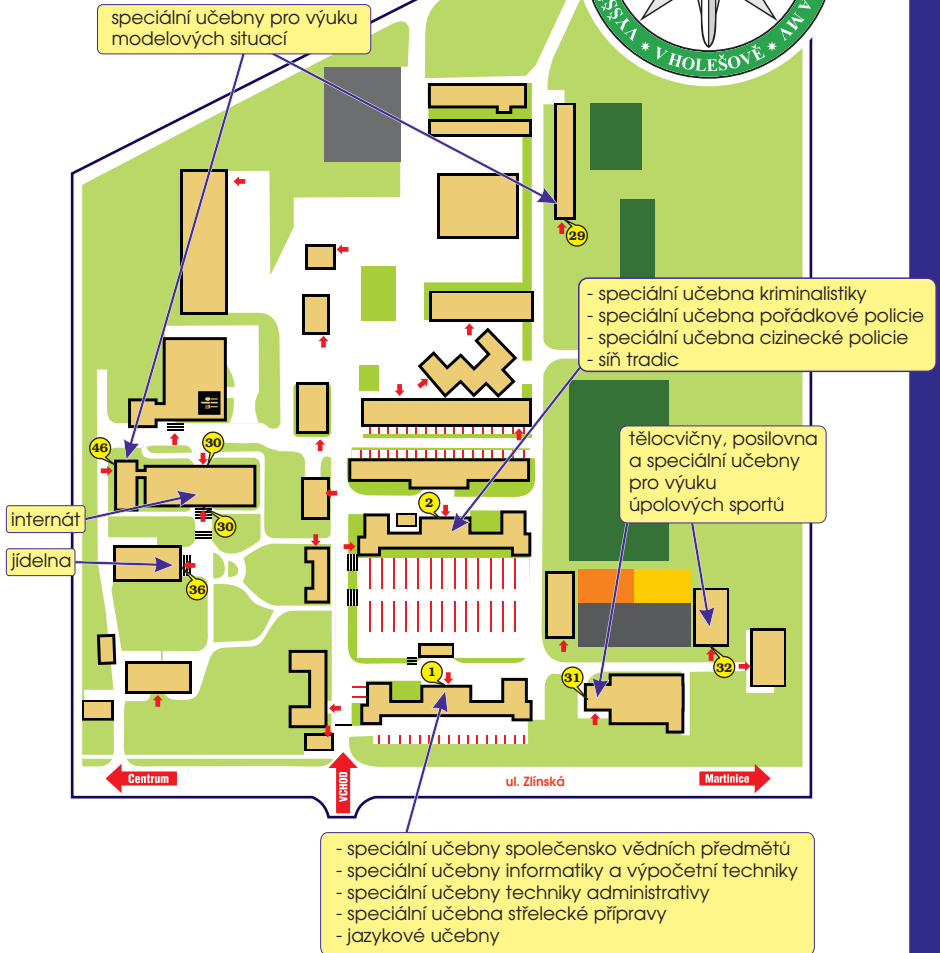 speciální učebny pro výuku
modelových situací
VYŠŠÍ
* V HOLEŠOVĚ *
29
- speciální učebna kriminalistiky
- speciální učebna pořádkové policie
- speciální učebna cizinecké policie
- síň tradic
tělocvičny, posilovna
a speciální učebny
pro výuku
úpolových sportů
46
30
2
internát
30
jídelna
36
1
31
32
Centrum
VCHOD
ul. Zlínská
Martinice
- speciální učebny společensko vědních předmětů
- speciální učebny informatiky a výpočetní techniky
- speciální učebny techniky administrativy
- speciální učebna střelecké přípravy
- jazykové učebny